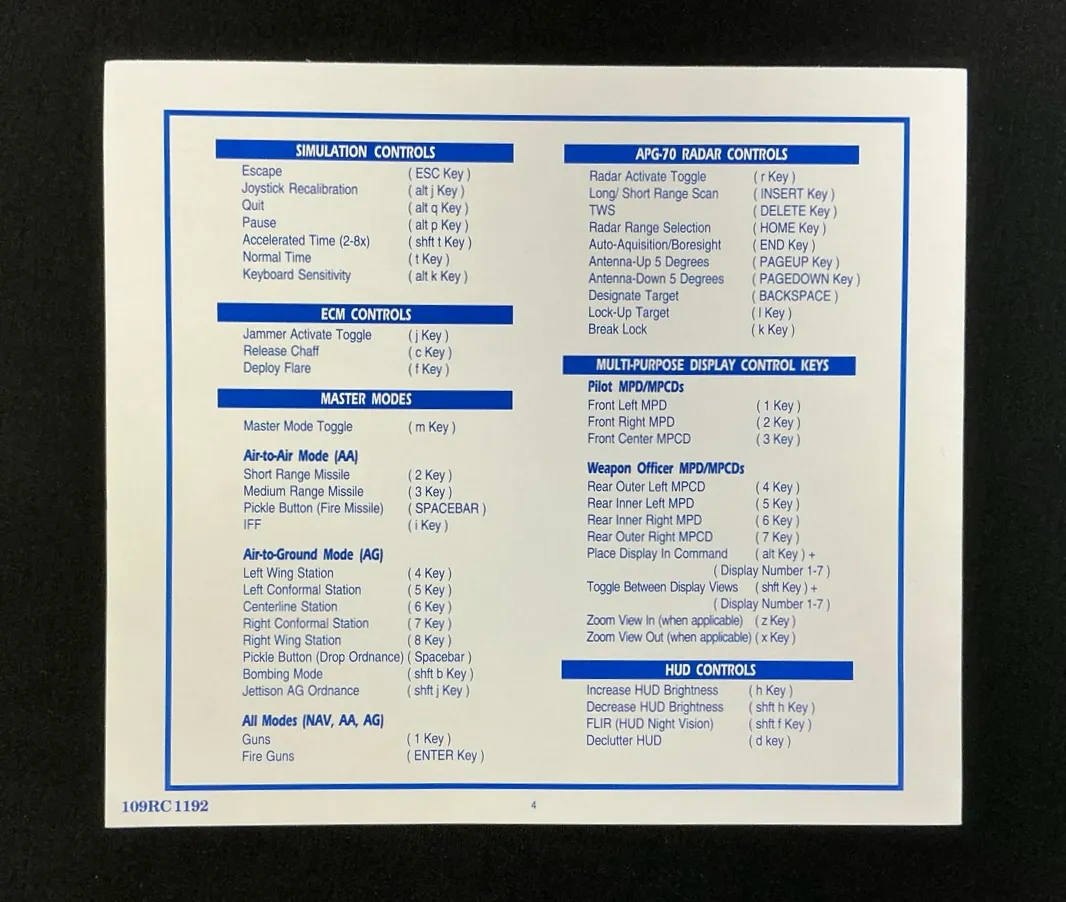 SIMULATION CONTROLS
Escape ( ESC Key )
Joystick Recalibration ( alt j Key )
Quit ( alt q Key )
Pause ( alt p Key )
Accelerated Time (2-8x) ( shft t Key )
Normal Time ( t Key )
Keyboard Sensitivity ( alt k Key )
ECM CONTROLS
Jammer Activate Toggle ( j Key )
Release Chaff ( c Key )
Deploy Flare ( f Key )
MASTER MODES
Master Mode Toggle ( m Key )
Air-to-Air Mode (AA)
Short Range Missile ( 2 Key )
Medium Range Missile ( 3 Key )
Pickle Button (Fire Missile) ( SPACEBAR )
IFF ( i Key )
Air-to-Ground Mode (AG)
Left Wing Station ( 4 Key )
Left Conformal Station ( 5 Key )
Centerline Station ( 6 Key )
Right Conformal Station ( 7 Key )
Right Wing Station ( 8 Key )
Pickle Button (Drop Ordnance) ( Spacebar )
Bombing Mode ( shft b Key )
Jettison AG Ordnance ( shft j Key )
All Modes (NAV, AA, AG)
Guns ( 1 Key )
Fire Guns ( ENTER Key )
APG-70 RADAR CONTROLS
Radar Activate Toggle ( r Key )
Long/ Short Range Scan ( INSERT Key )
TWS ( DELETE Key )
Radar Range Selection ( HOME Key )
Auto-Aquisition/Boresight ( END Key )
Antenna-Up 5 Degrees ( PAGEUP Key )
Antenna-Down 5 Degrees ( PAGEDOWN Key )
Designate Target ( BACKSPACE )
Lock-Up Target ( l Key )
Break Lock ( k Key )
MULTI-PURPOSE DISPLAY CONTROL KEYS
Pilot MPD/MPCDs
Front Left MPD ( 1 Key )
Front Right MPD ( 2 Key )
Front Center MPCD ( 3 Key )
Weapon Officer MPD/MPCDs
Rear Outer Left MPCD ( 4 Key )
Rear Inner Left MPD ( 5 Key )
Rear Inner Right MPD ( 6 Key )
Rear Outer Right MPCD ( 7 Key )
Place Display In Command ( alt Key ) +
( Display Number 1-7 )
Toggle Between Display Views ( shft Key ) +
( Display Number 1-7 )
Zoom View In (when applicable) ( z Key )
Zoom View Out (when applicable) ( x Key )
HUD CONTROLS
Increase HUD Brightness ( h Key )
Decrease HUD Brightness ( shft h Key )
FLIR (HUD Night Vision) ( shft f Key )
Declutter HUD ( d key )
109RC1192
4